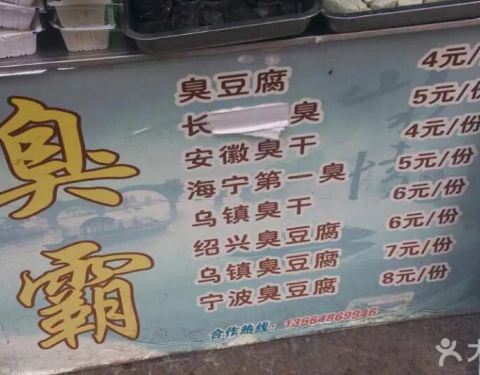 臭霸
臭豆腐 4元/份
长 臭 5元/份
安徽臭干 4元/份
海宁第一臭 5元/份
乌镇臭干 6元/份
绍兴臭豆腐 6元/份
乌镇臭豆腐 7元/份
宁波臭豆腐 8元/份
合作热线：13564869946